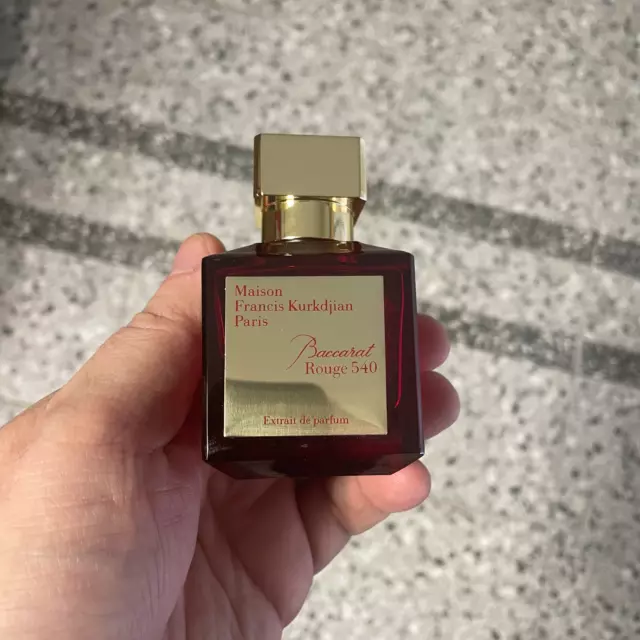 Maison
Francis Kurkdjian
Paris
Baccarat
Rouge 540
Extrait de parfum